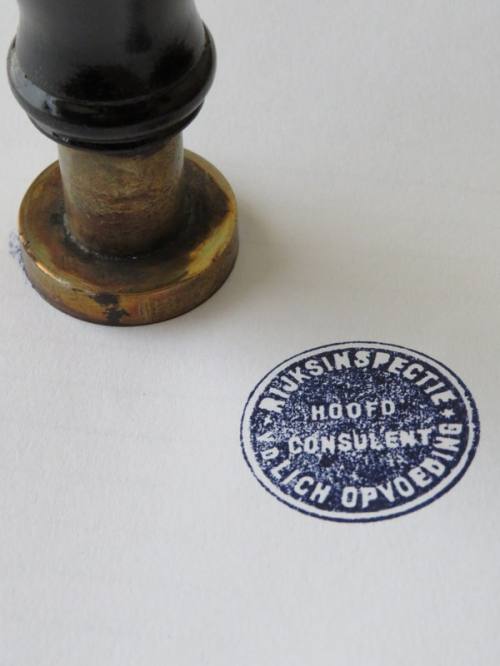 RIJKSINSPECTIE
HOOFD
CONSULENT
V.D. LICH OPVOEDING